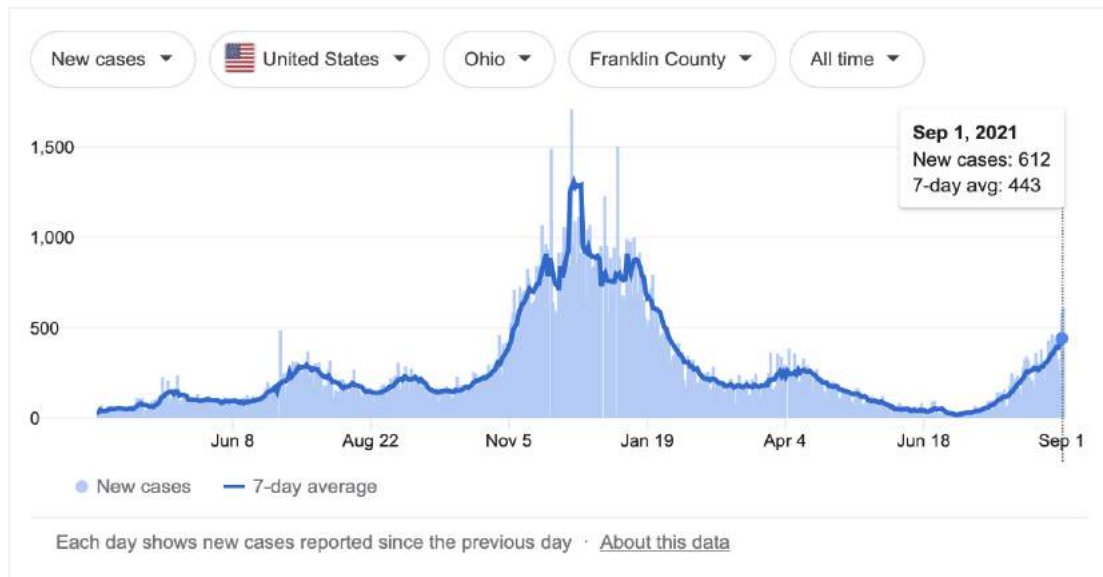 New cases United States Ohio Franklin County All time
Sep 1, 2021
New cases: 612
7-day avg: 443
1,500
1,000
500
0
Jun 8 Aug 22 Nov 5 Jan 19 Apr 4 Jun 18 Sep 1
New cases 7-day average
Each day shows new cases reported since the previous day · About this data